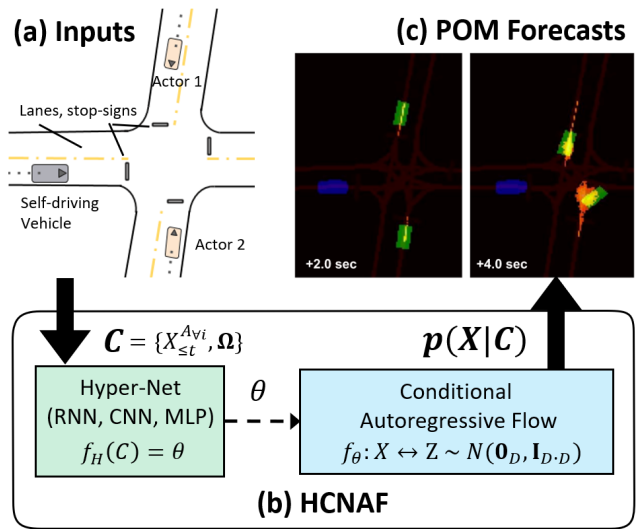 (a) Inputs
(c) POM Forecasts
Actor 1
Lanes, stop-signs
Self-driving
Vehicle
Actor 2
+2.0 sec
+4.0 sec
C = {X^{A_{∀i}}_{≤t}, Ω}
p(X|C)
Hyper-Net
(RNN, CNN, MLP)
f_H(C) = θ
θ
Conditional
Autoregressive Flow
f_θ: X ↔ Z ~ N(0_D, I_{D·D})
(b) HCNAF